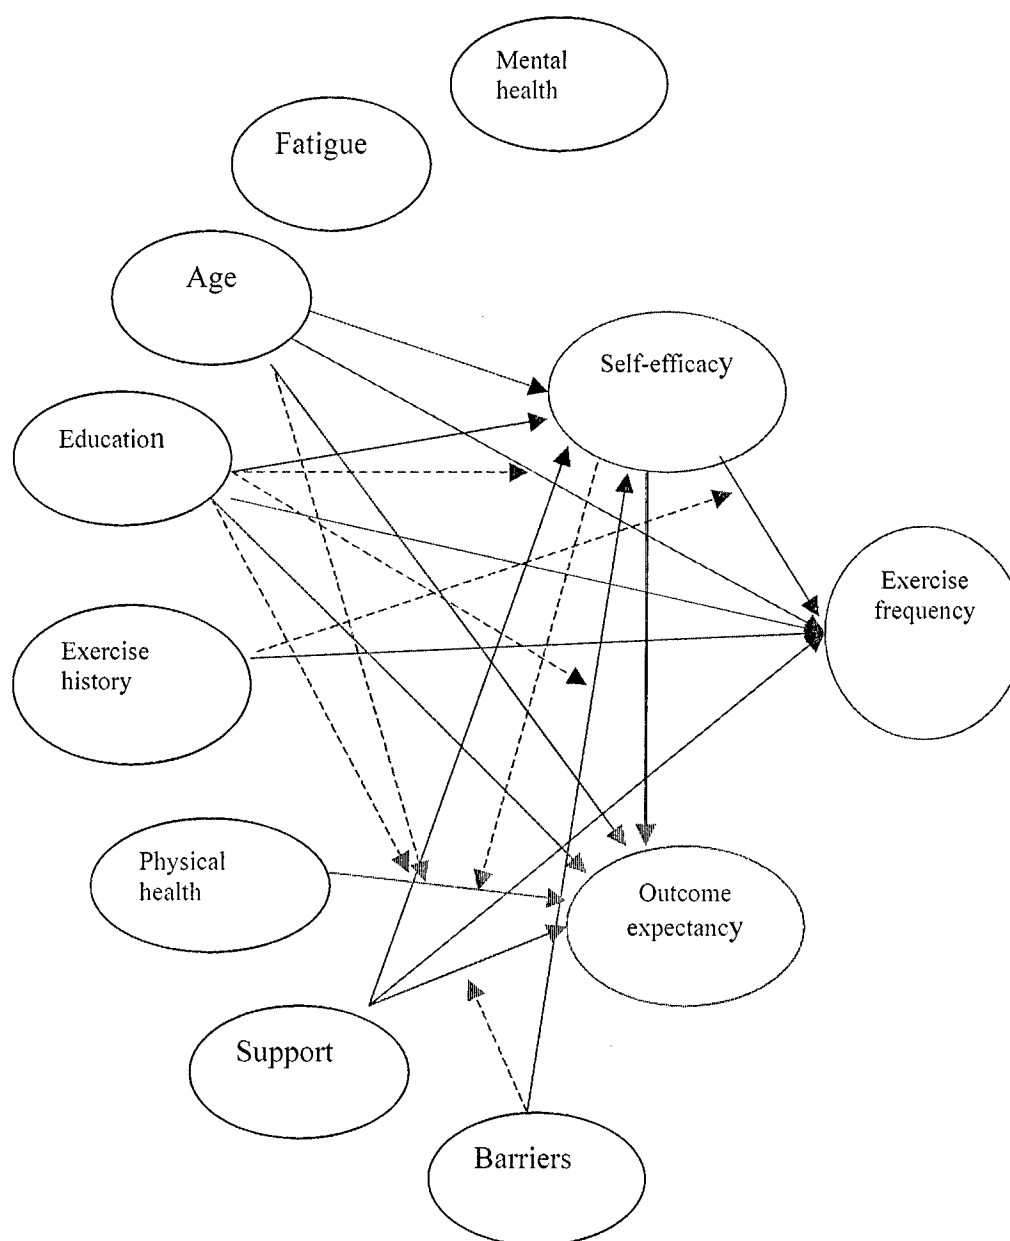 Mental
health
Fatigue
Age
Self-efficacy
Education
Exercise
frequency
Exercise
history
Physical
health
Outcome
expectancy
Support
Barriers